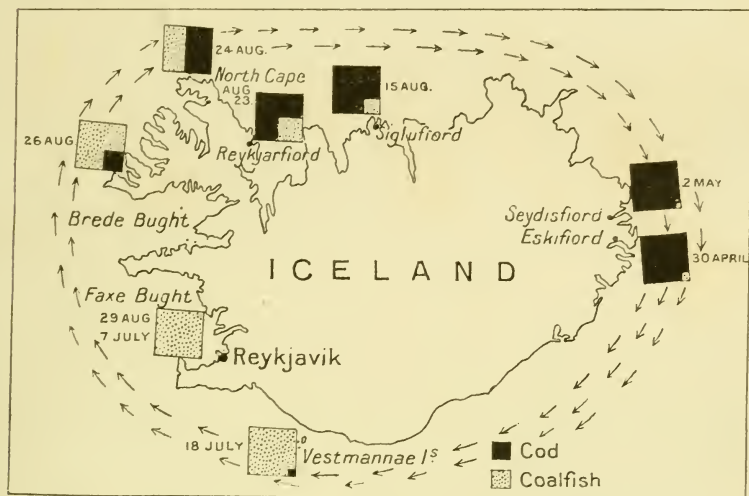 24 AUG.
North Cape
AUG
23.
15 AUG.
26 AUG
Reykjarfiord
Siglufiord
2 MAY
Brede Bught
Seydisfiord
Eskifiord
30 APRIL
ICELAND
Faxe Bught
29 AUG
7 JULY
Reykjavik
18 JULY
Vestmannae Is
Cod
Coalfish